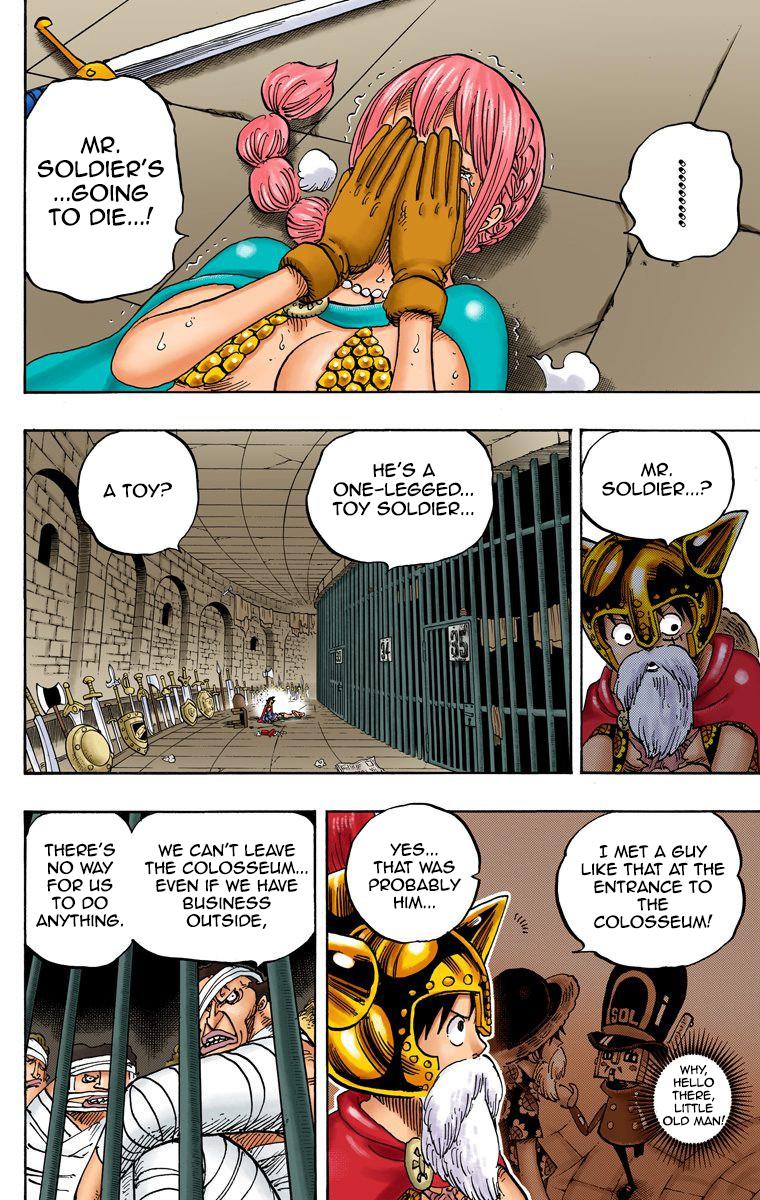 .........
MR.
SOLDIER'S
...GOING
TO DIE...!
MR.
SOLDIER...?
HE'S A
ONE-LEGGED...
TOY SOLDIER...
A TOY?
34
35
I MET A GUY
LIKE THAT AT THE
ENTRANCE TO
THE
COLOSSEUM!
SOL
WHY,
HELLO
THERE,
LITTLE
OLD MAN!
YES...
THAT WAS
PROBABLY
HIM...
WE CAN'T LEAVE
THE COLOSSEUM...
EVEN IF WE HAVE
BUSINESS
OUTSIDE,
THERE'S
NO WAY
FOR US
TO DO
ANYTHING.